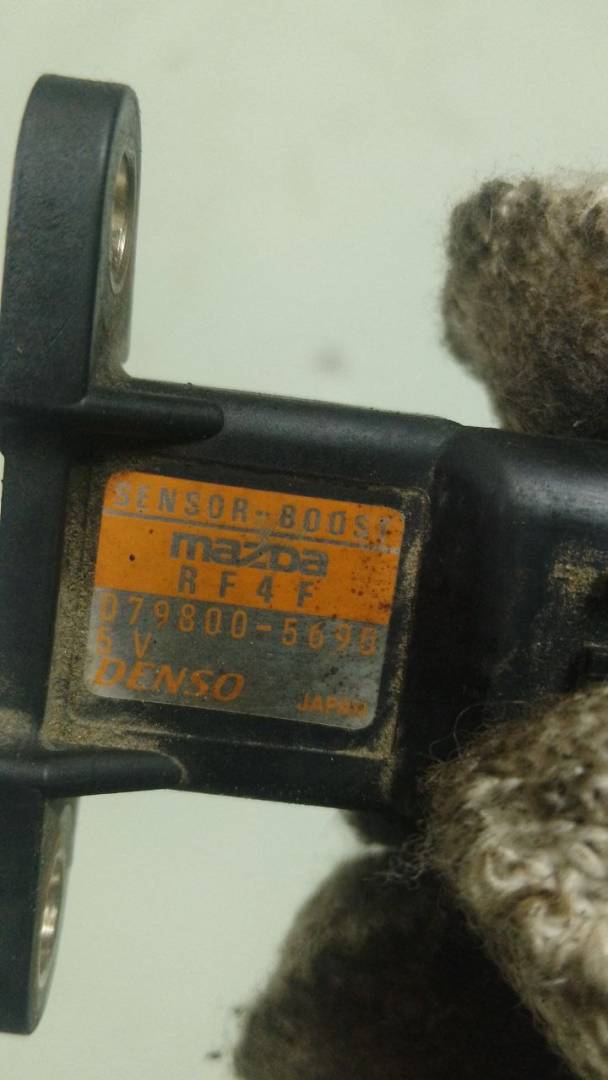 SENSOR-BOOST
mazda
RF4F
079800-5690
5V
DENSO
JAPAN